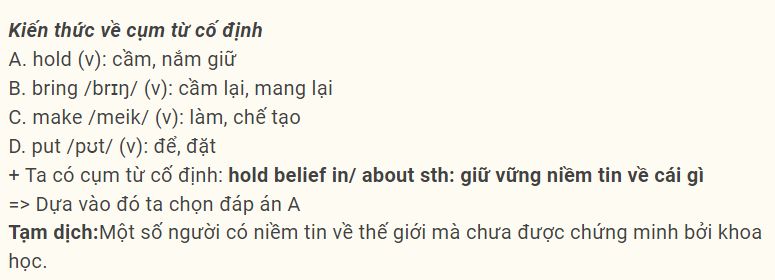 Kiến thức về cụm từ cố định
A. hold (v): cầm, nắm giữ
B. bring /brɪŋ/ (v): cầm lại, mang lại
C. make /meik/ (v): làm, chế tạo
D. put /pʊt/ (v): để, đặt
+ Ta có cụm từ cố định: hold belief in/ about sth: giữ vững niềm tin về cái gì
=> Dựa vào đó ta chọn đáp án A
Tạm dịch:Một số người có niềm tin về thế giới mà chưa được chứng minh bởi khoa
học.